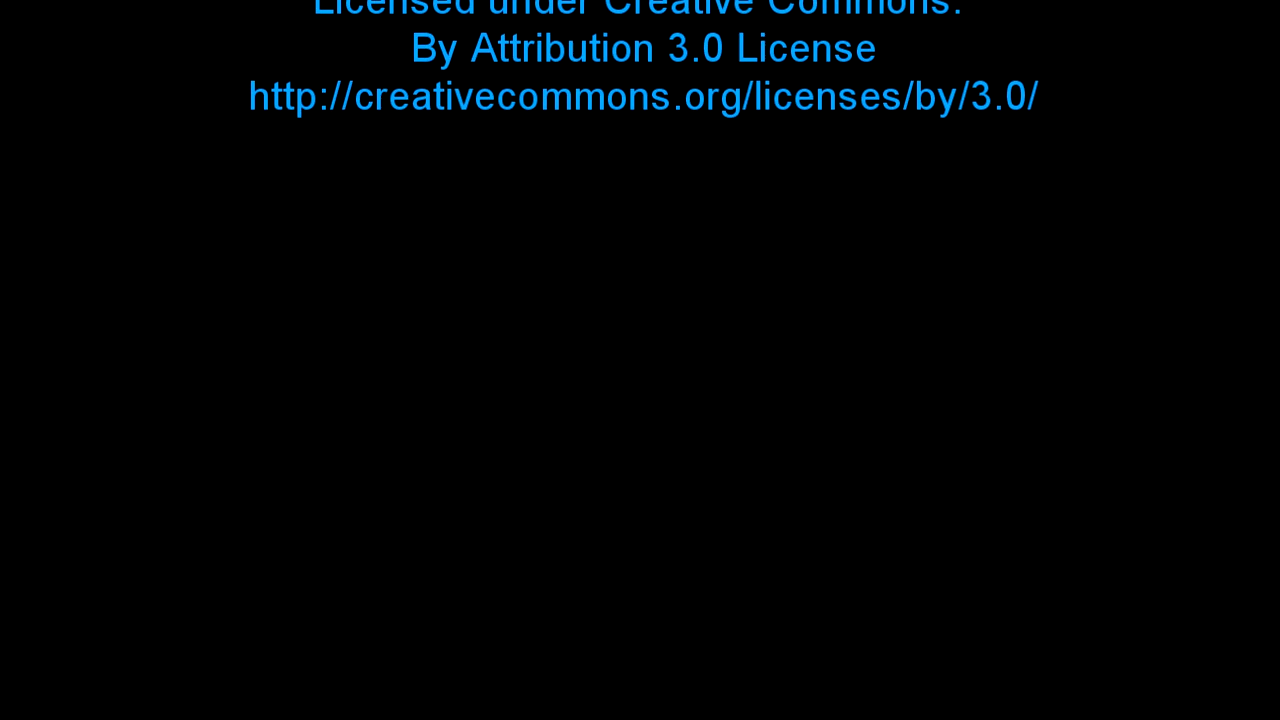 Licensed under Creative Commons:
By Attribution 3.0 License
http://creativecommons.org/licenses/by/3.0/